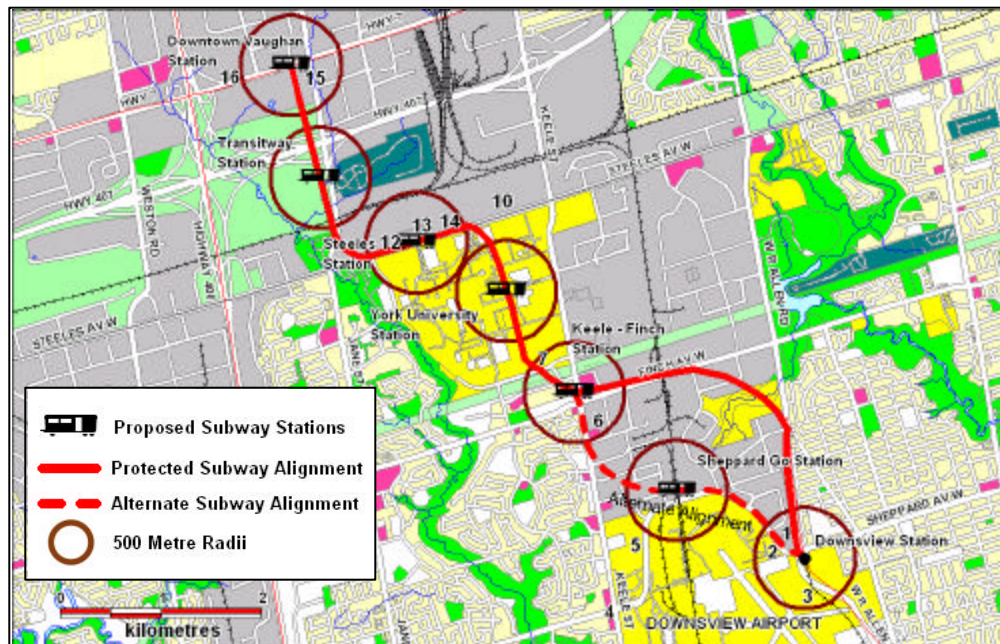 HWY 7
Downtown Vaughan
Station
16
15
HWY 7
HWY 407
Transitway
Station
KEELE ST
STEELES AV.W
HWY 407
WESTON RD
HIGHWAY 400
10
14
13
12
Steeles
Station
W.R ALLEN RD
York University
Station
Keele - Finch
Station
STEELES AV.W
JANE ST
7
FINCH AV.W
6
Sheppard Go Station
Alternate Alignment
SHEPPARD AV.W
5
1
2
Downsview Station
3
KEELE ST
4
W.R ALLEN
DOWNSVIEW AIRPORT
Proposed Subway Stations
Protected Subway Alignment
Alternate Subway Alignment
500 Metre Radii
0 1 2
kilometres